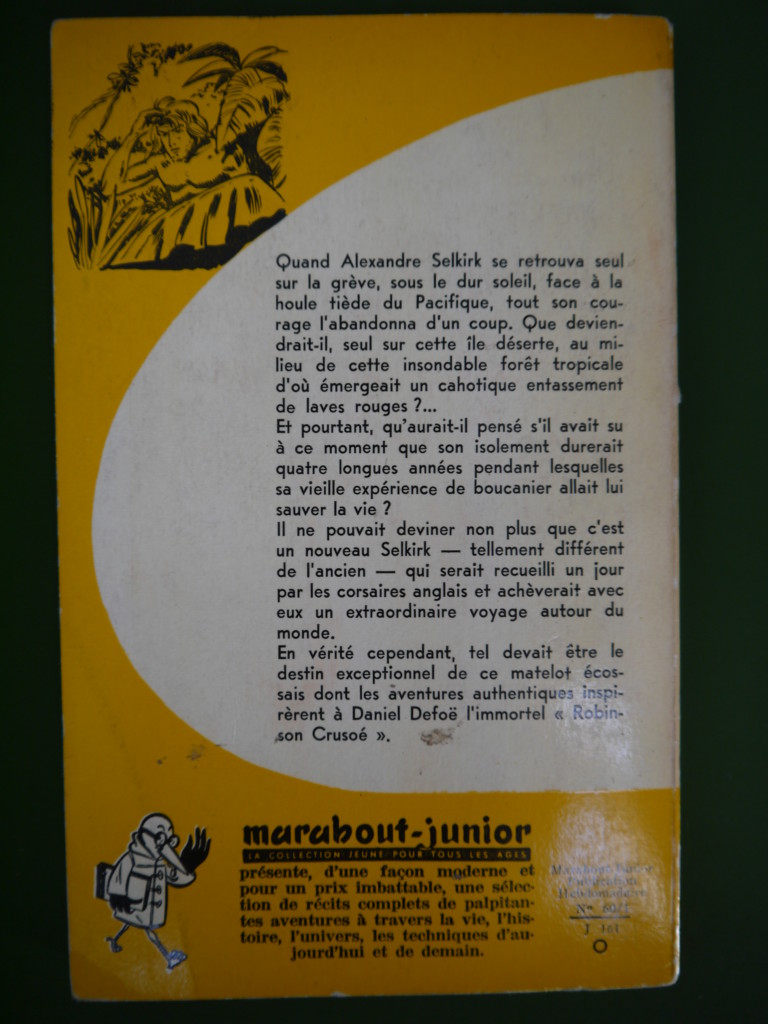 Quand Alexandre Selkirk se retrouva seul
sur la grève, sous le dur soleil, face à la
houle tiède du Pacifique, tout son cou-
rage l'abandonna d'un coup. Que devien-
drait-il, seul sur cette île déserte, au mi-
lieu de cette insondable forêt tropicale
d'où émergeait un cahotique entassement
de laves rouges ?...
Et pourtant, qu'aurait-il pensé s'il avait su
à ce moment que son isolement durerait
quatre longues années pendant lesquelles
sa vieille expérience de boucanier allait lui
sauver la vie ?
Il ne pouvait deviner non plus que c'est
un nouveau Selkirk — tellement différent
de l'ancien — qui serait recueilli un jour
par les corsaires anglais et achèverait avec
eux un extraordinaire voyage autour du
monde.
En vérité cependant, tel devait être le
destin exceptionnel de ce matelot écos-
sais dont les aventures authentiques inspi-
rèrent à Daniel Defoë l'immortel « Robin-
son Crusoé ».
marabout-junior
LA COLLECTION JEUNE POUR TOUS LES AGES
présente, d'une façon moderne et
pour un prix imbattable, une sélec-
tion de récits complets de palpitan-
tes aventures à travers la vie, l'his-
toire, l'univers, les techniques d'au-
jourd'hui et de demain.
Marabout Junior
N°
J 161